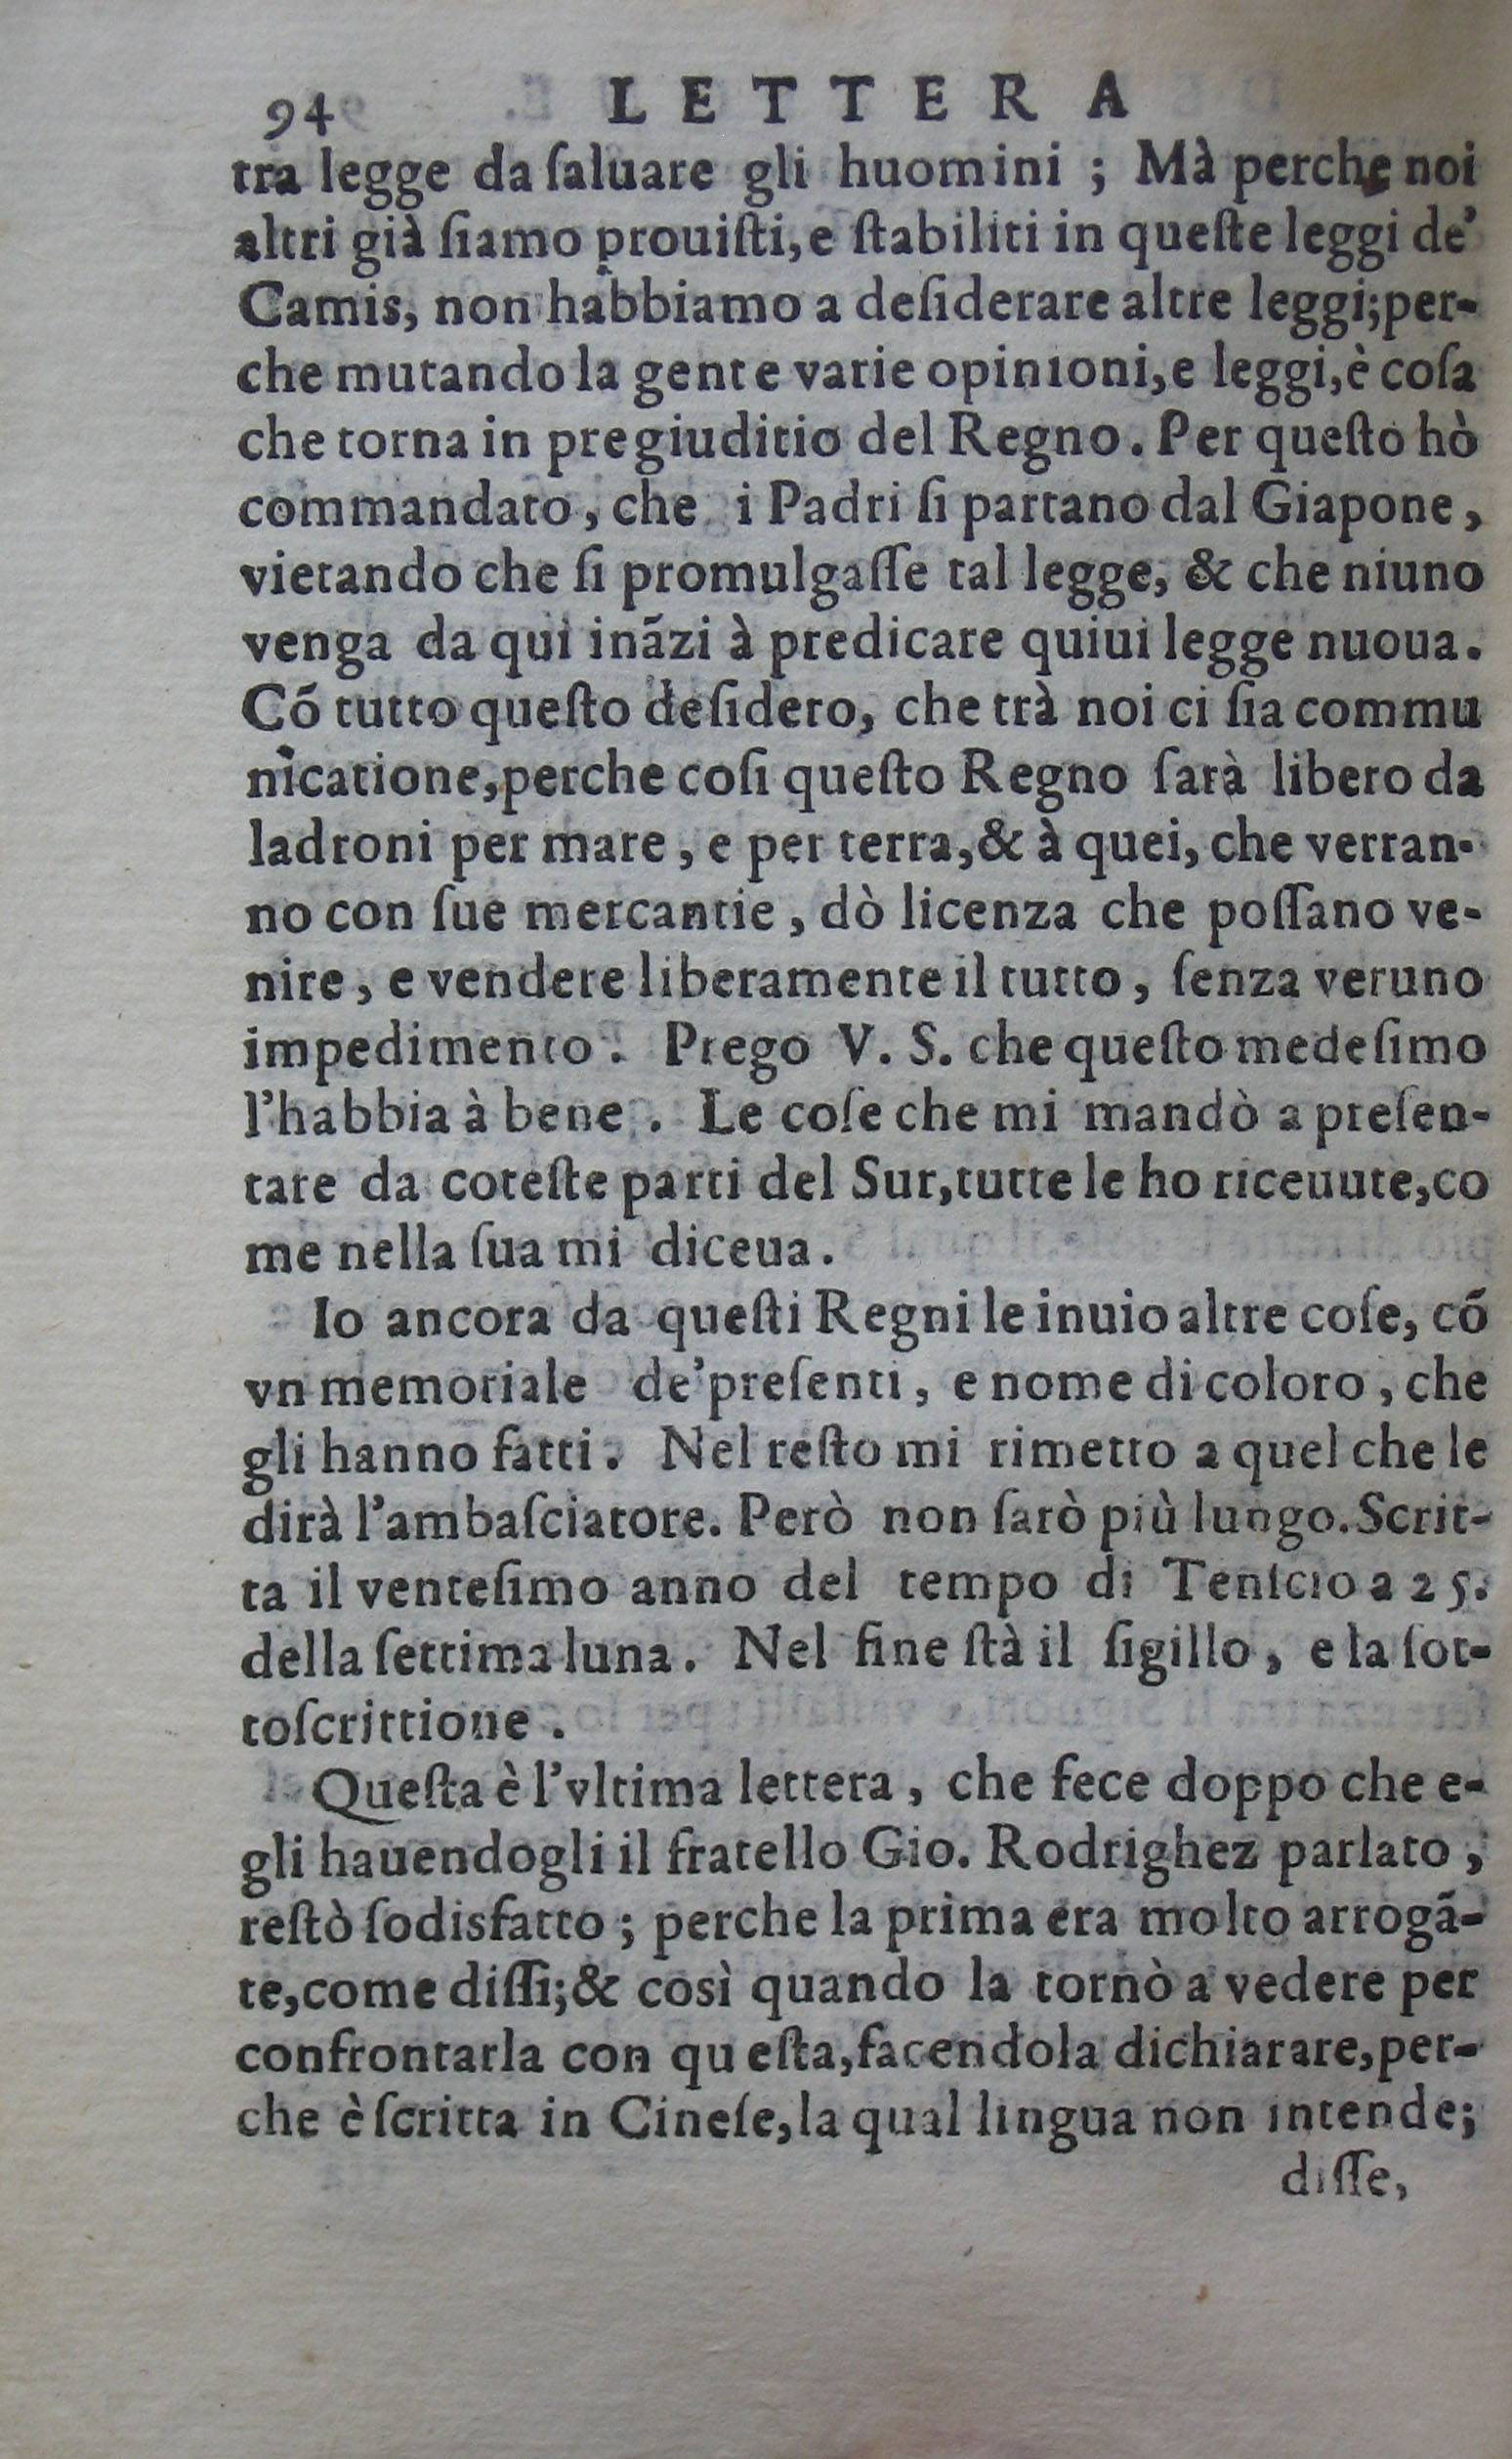 94 LETTERA
tra legge da ſaluare gli huomini ; Mà perche noi
altri già ſiamo prouiſti, e ſtabiliti in queſte leggi de'
Camis, non habbiamo a deſiderare altre leggi; per-
che mutando la gente varie opinioni, e leggi, è coſa
che torna in pregiuditio del Regno. Per queſto hò
commandato, che i Padri ſi partano dal Giapone,
vietando che ſi promulgaſſe tal legge, & che niuno
venga da qui inãzi à predicare quiui legge nuoua.
Cõ tutto queſto deſidero, che trà noi ci ſia commu
nicatione, perche coſi queſto Regno ſarà libero da
ladroni per mare, e per terra, & à quei, che verran-
no con ſue mercantie, dò licenza che poſſano ve-
nire, e vendere liberamente il tutto, ſenza veruno
impedimento. Prego V. S. che queſto medeſimo
l'habbia à bene. Le coſe che mi mandò a preſen-
tare da coteſte parti del Sur, tutte le ho riceuute, co
me nella ſua mi diceua.
Io ancora da queſti Regni le inuio altre coſe, cõ
vn memoriale de'preſenti, e nome di coloro, che
gli hanno fatti. Nel reſto mi rimetto a quel che le
dirà l'ambaſciatore. Però non ſarò più lungo. Scrit-
ta il venteſimo anno del tempo di Tenſcio a 25.
della ſettima luna. Nel fine ſtà il ſigillo, e la ſot-
toſcrittione.
Queſta è l'vltima lettera, che fece doppo che e-
gli hauendogli il fratello Gio. Rodrighez parlato,
reſtò ſodisfatto; perche la prima era molto arrogã-
te, come diſſi; & così quando la tornò a vedere per
confrontarla con queſta, facendola dichiarare, per-
che è ſcritta in Cineſe, la qual lingua non intende;
diſſe,